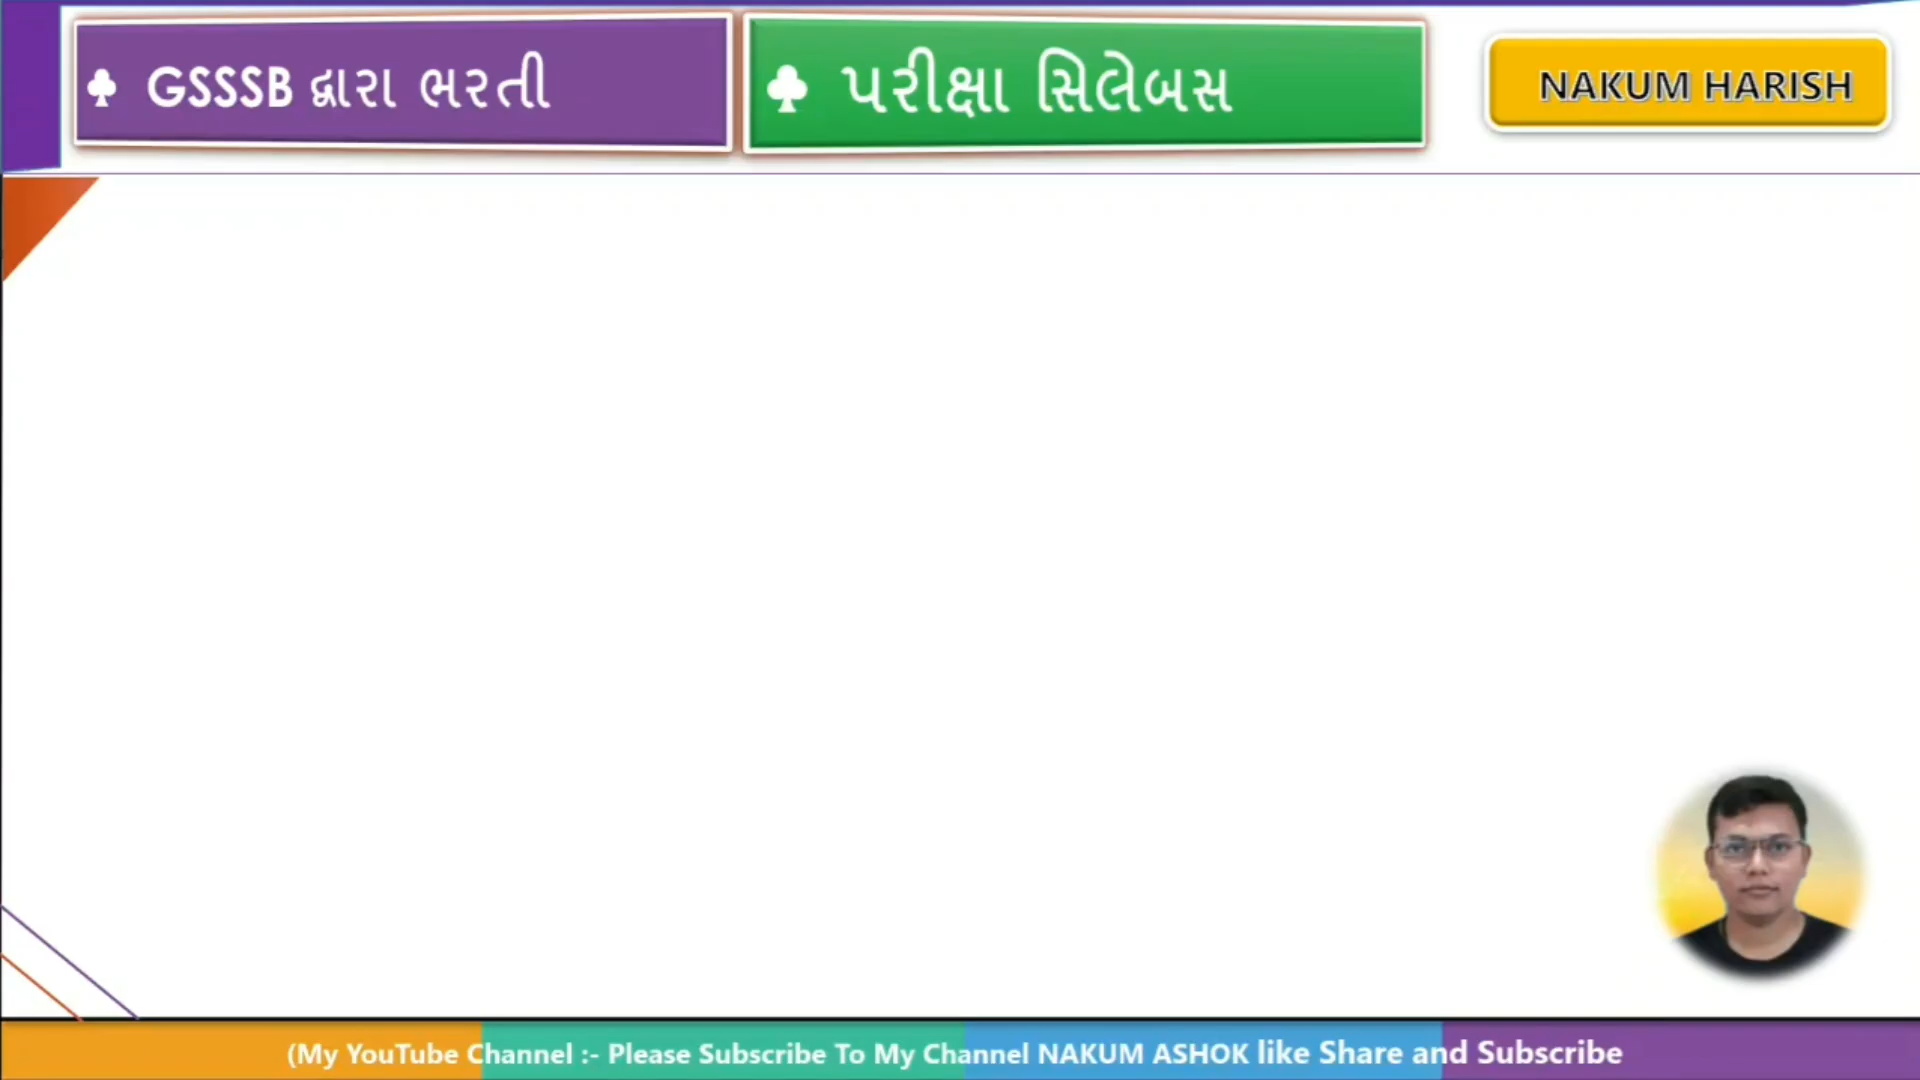 ♣ GSSSB દ્વારા ભરતી
♣ પરીક્ષા સિલેબસ
NAKUM HARISH
(My YouTube Channel :- Please Subscribe To My Channel NAKUM ASHOK like Share and Subscribe